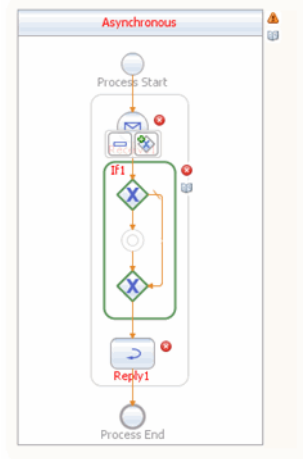 Asynchronous
Process Start
If1
Reply1
Process End